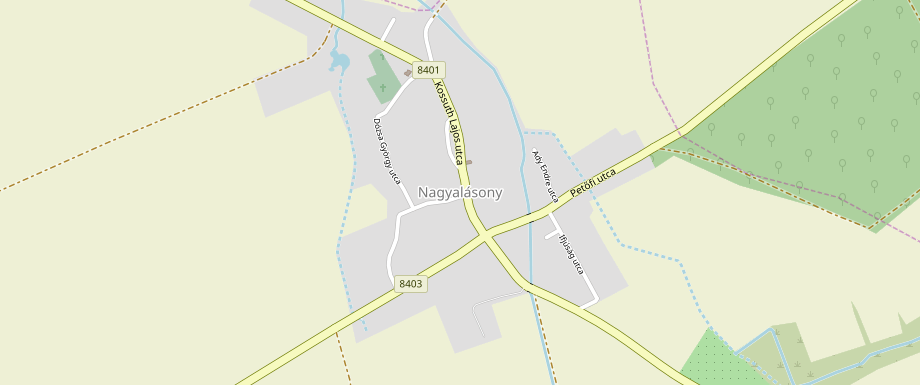 8401
Kossuth Lajos utca
Dózsa György utca
Ady Endre utca
Petőfi utca
Nagyalásony
Ifjúság utca
8403